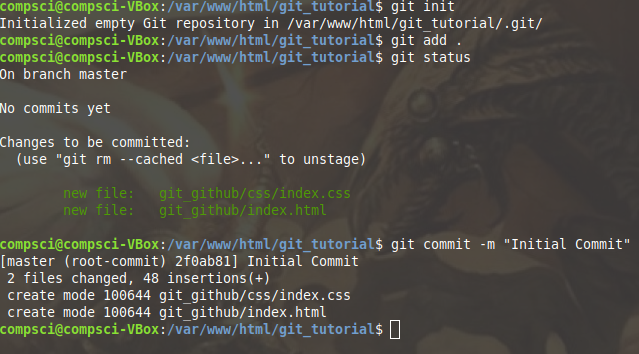 compsci@compsci-VBox:/var/www/html/git_tutorial$ git init
Initialized empty Git repository in /var/www/html/git_tutorial/.git/
compsci@compsci-VBox:/var/www/html/git_tutorial$ git add .
compsci@compsci-VBox:/var/www/html/git_tutorial$ git status
On branch master
No commits yet
Changes to be committed:
  (use "git rm --cached <file>..." to unstage)
        new file:   git_github/css/index.css
        new file:   git_github/index.html
compsci@compsci-VBox:/var/www/html/git_tutorial$ git commit -m "Initial Commit"
[master (root-commit) 2f0ab81] Initial Commit
 2 files changed, 48 insertions(+)
 create mode 100644 git_github/css/index.css
 create mode 100644 git_github/index.html
compsci@compsci-VBox:/var/www/html/git_tutorial$